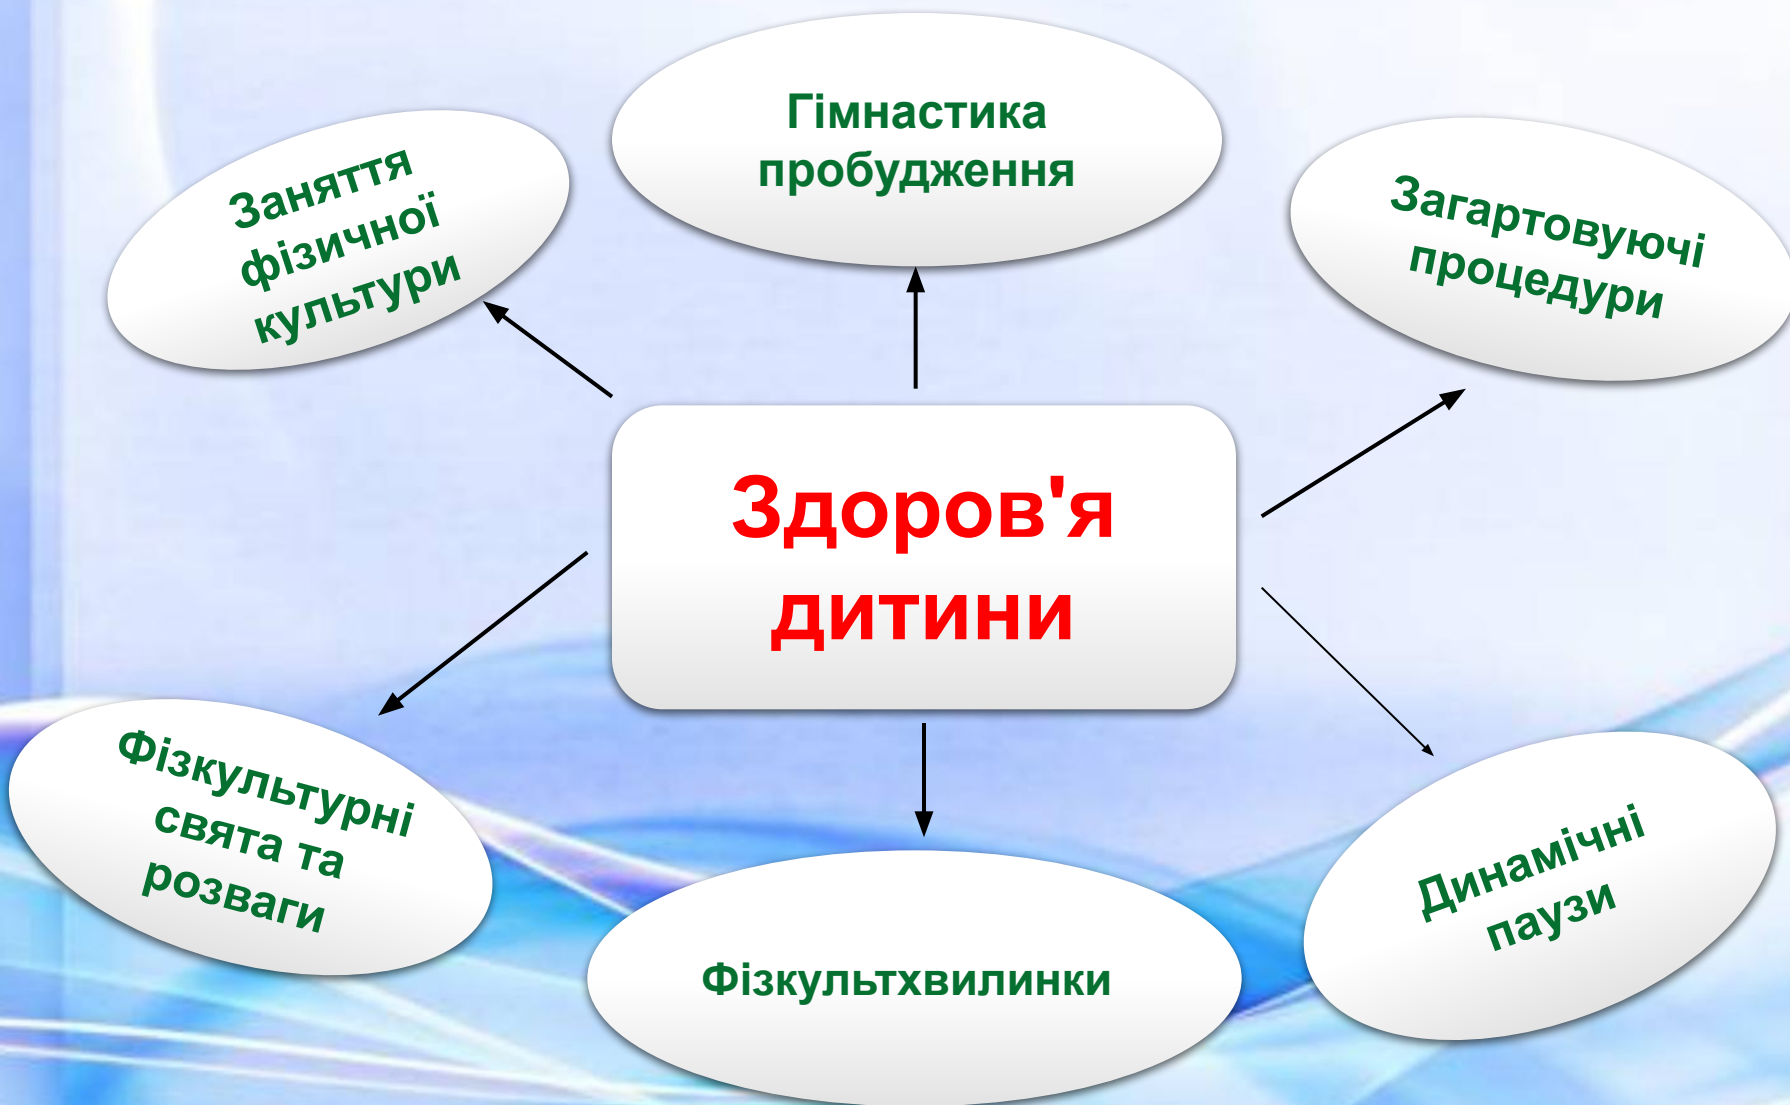 Гімнастика
пробудження
Заняття
фізичної
культури
Загартовуючі
процедури
Здоров'я
дитини
Фізкультурні
свята та
розваги
Динамічні
паузи
Фізкультхвилинки